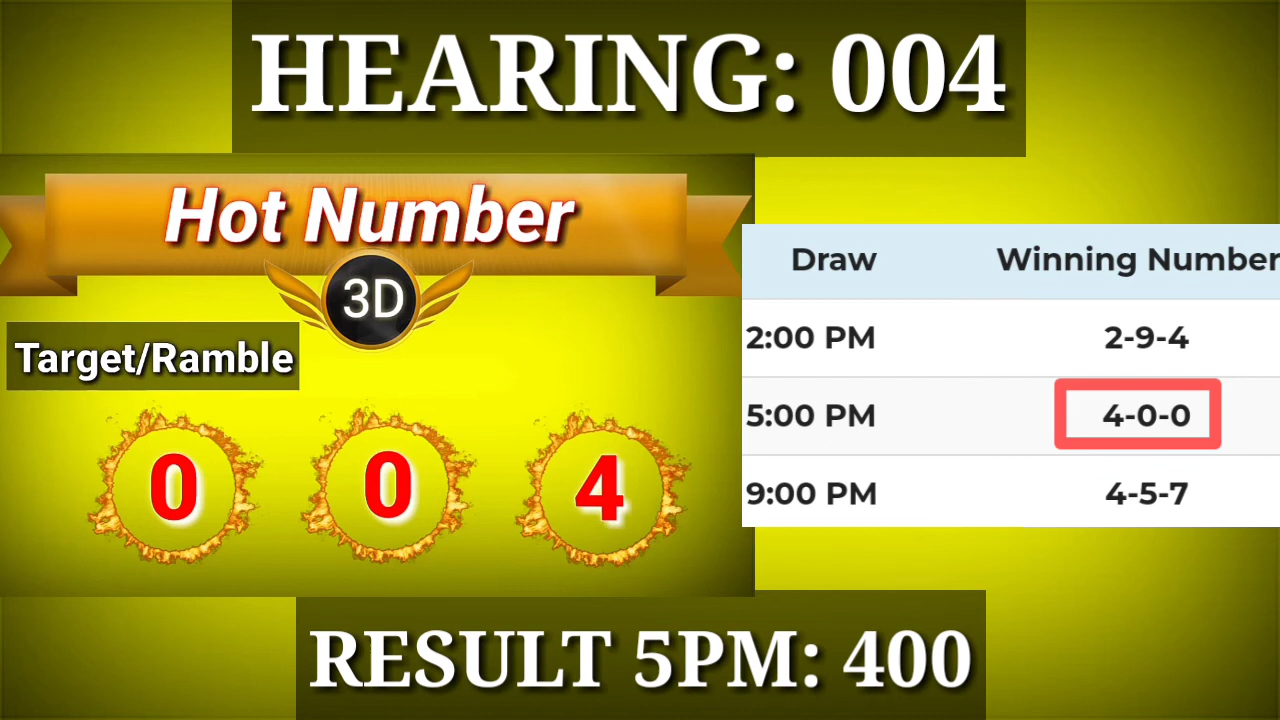 HEARING: 004
Hot Number
3D
Target/Ramble
0 0 4
Draw Winning Number
2:00 PM 2-9-4
5:00 PM 4-0-0
9:00 PM 4-5-7
RESULT 5PM: 400